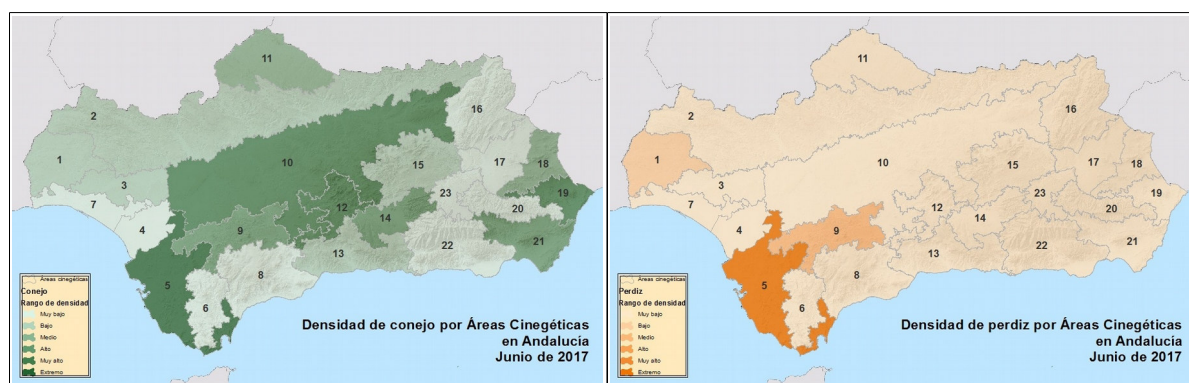 11
2
16
1
10
15
17
18
3
23
19
7
12
20
4
14
9
22
21
13
8
5
6
Áreas cinegéticas
Conejo
Rango de densidad
Muy bajo
Bajo
Medio
Alto
Muy alto
Extremo
Densidad de conejo por Áreas Cinegéticas
en Andalucía
Junio de 2017
11
2
16
1
10
15
17
18
3
23
19
7
12
20
4
14
9
22
21
13
8
5
6
Áreas cinegéticas
Perdiz
Rango de densidad
Muy bajo
Bajo
Medio
Alto
Muy alto
Extremo
Densidad de perdiz por Áreas Cinegéticas
en Andalucía
Junio de 2017